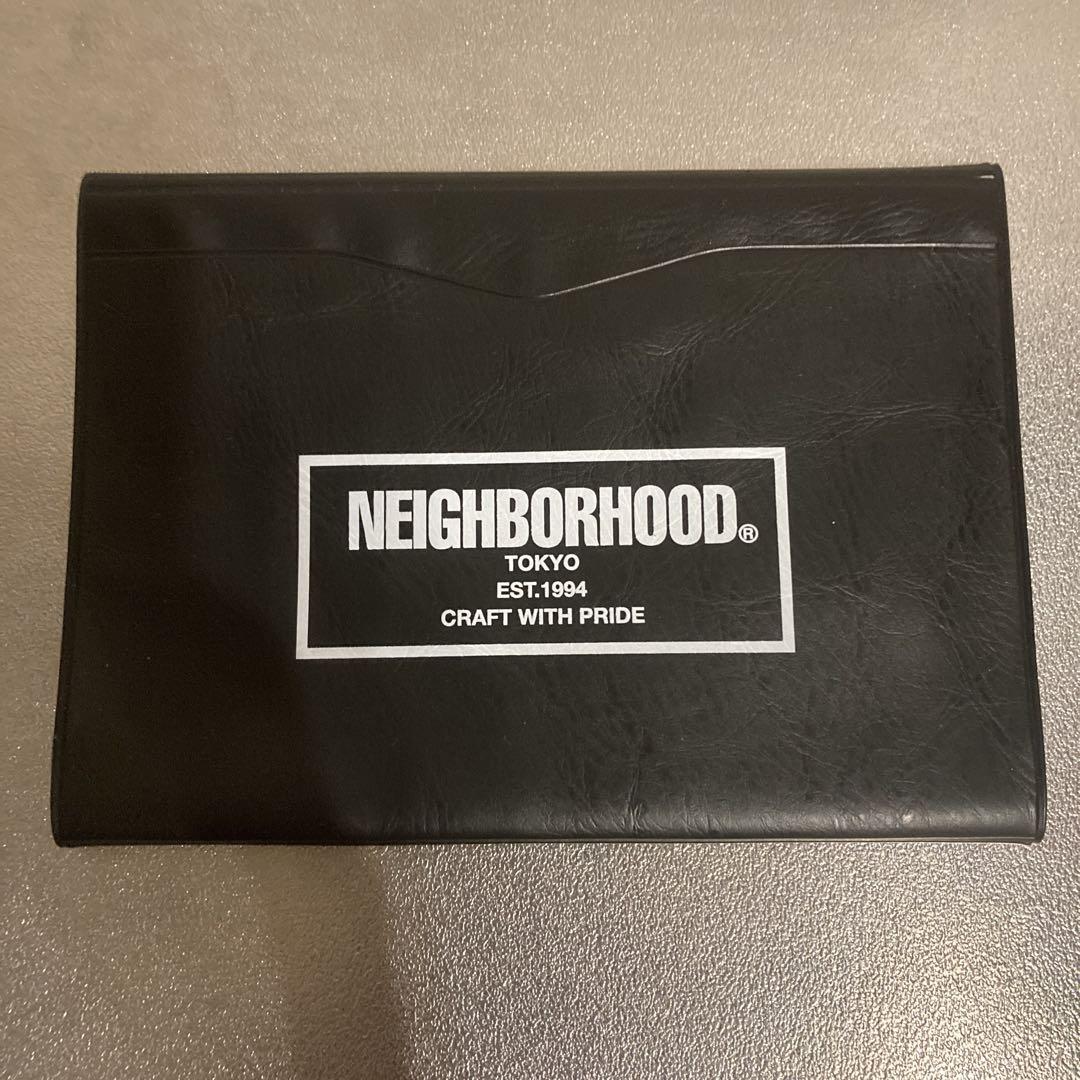 NEIGHBORHOOD®
TOKYO
EST.1994
CRAFT WITH PRIDE